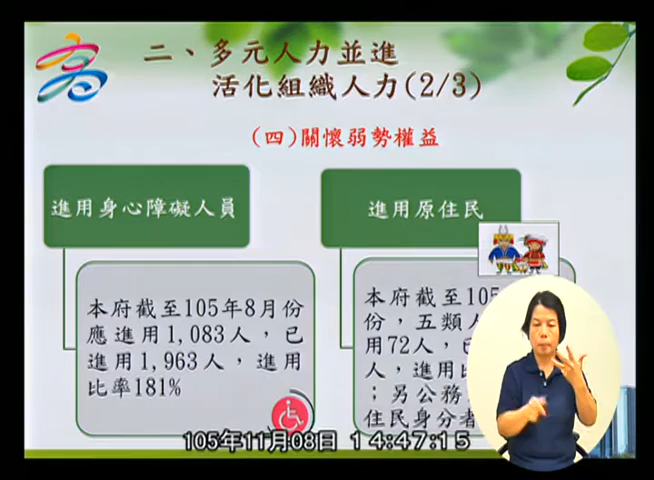 二、多元人力並進
活化組織人力(2/3)
(四)關懷弱勢權益
進用身心障礙人員
本府截至105年8月份
應進用1,083人，已
進用1,963人，進用
比率181%
進用原住民
本府截至105
份，五類人
用72人，已
人，進用比
；另公務
住民身分者
105年11月08日 14:47:15